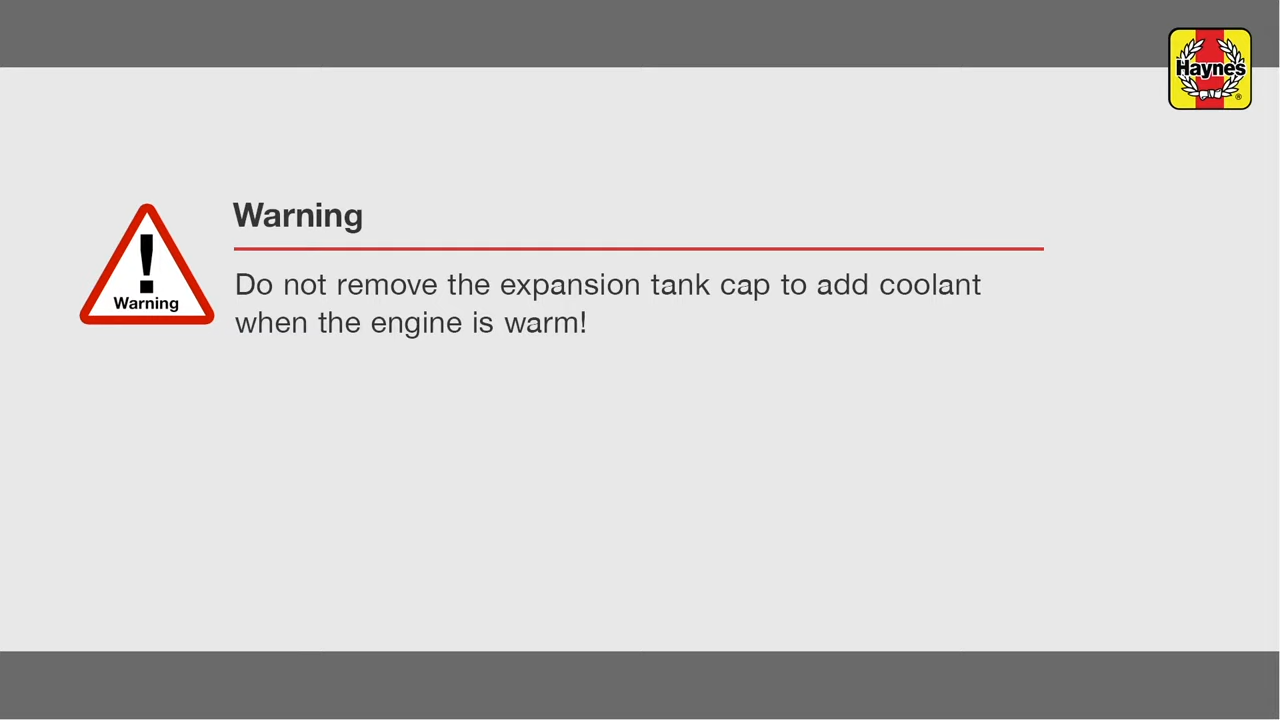 Haynes
®
Warning
Warning
Do not remove the expansion tank cap to add coolant
when the engine is warm!